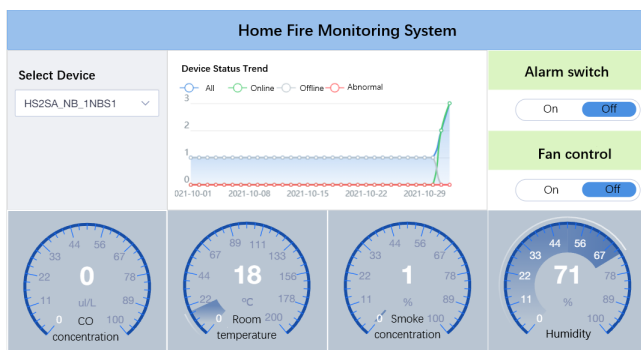 Home Fire Monitoring System
Select Device
HS2SA_NB_1NBS1
Device Status Trend
All Online Offline Abnormal
3
2
1
0
021-10-01 2021-10-08 2021-10-15 2021-10-22 2021-10-29
Alarm switch
On Off
Fan control
On Off
0 11 22 33 44 56 67 78 89 100
0
ul/L
CO
concentration
0 22 44 67 89 111 133 156 178 200
18
℃
Room
temperature
0 11 22 33 44 56 67 78 89 100
1
%
Smoke
concentration
0 11 22 33 44 56 67 78 89 100
71
%
Humidity